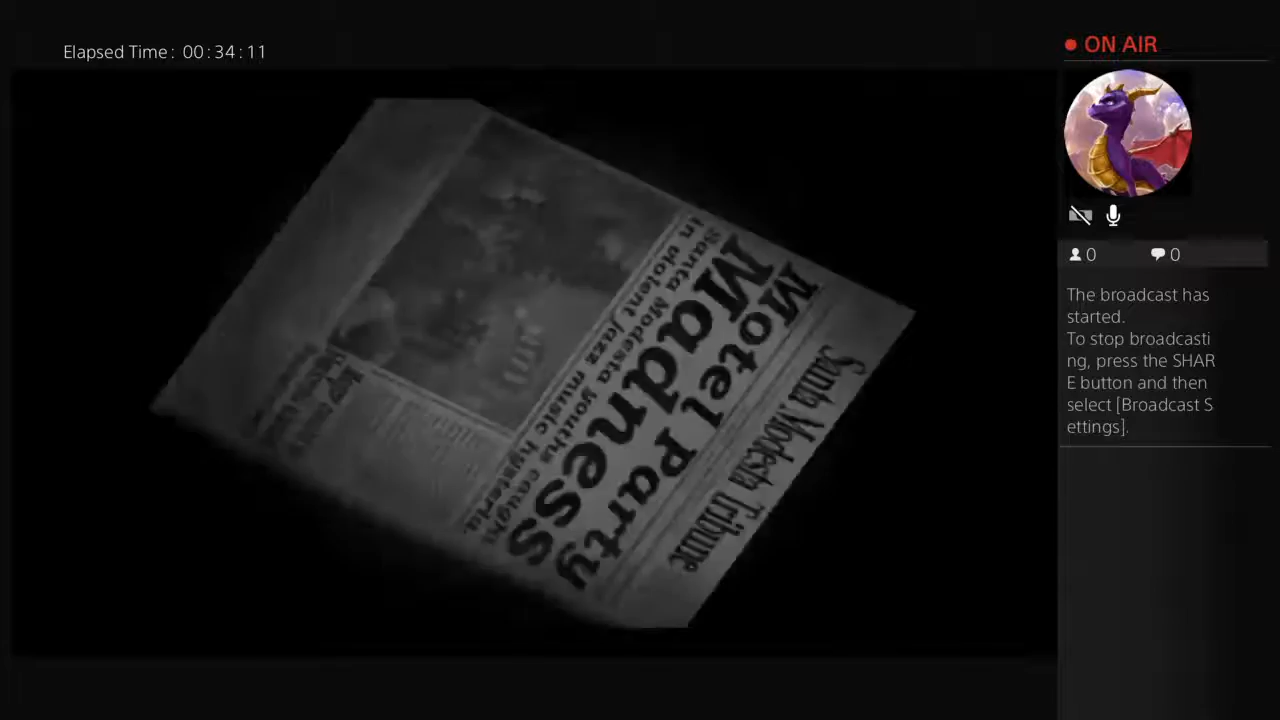 Elapsed Time: 00:34:11
ON AIR
0 0
The broadcast has
started.
To stop broadcasti
ng, press the SHAR
E button and then
select [Broadcast S
ettings].
Santa Modesta Tribune
Motel Party
Madness
Santa Modesta youths caught
in violent jazz music hysteria.